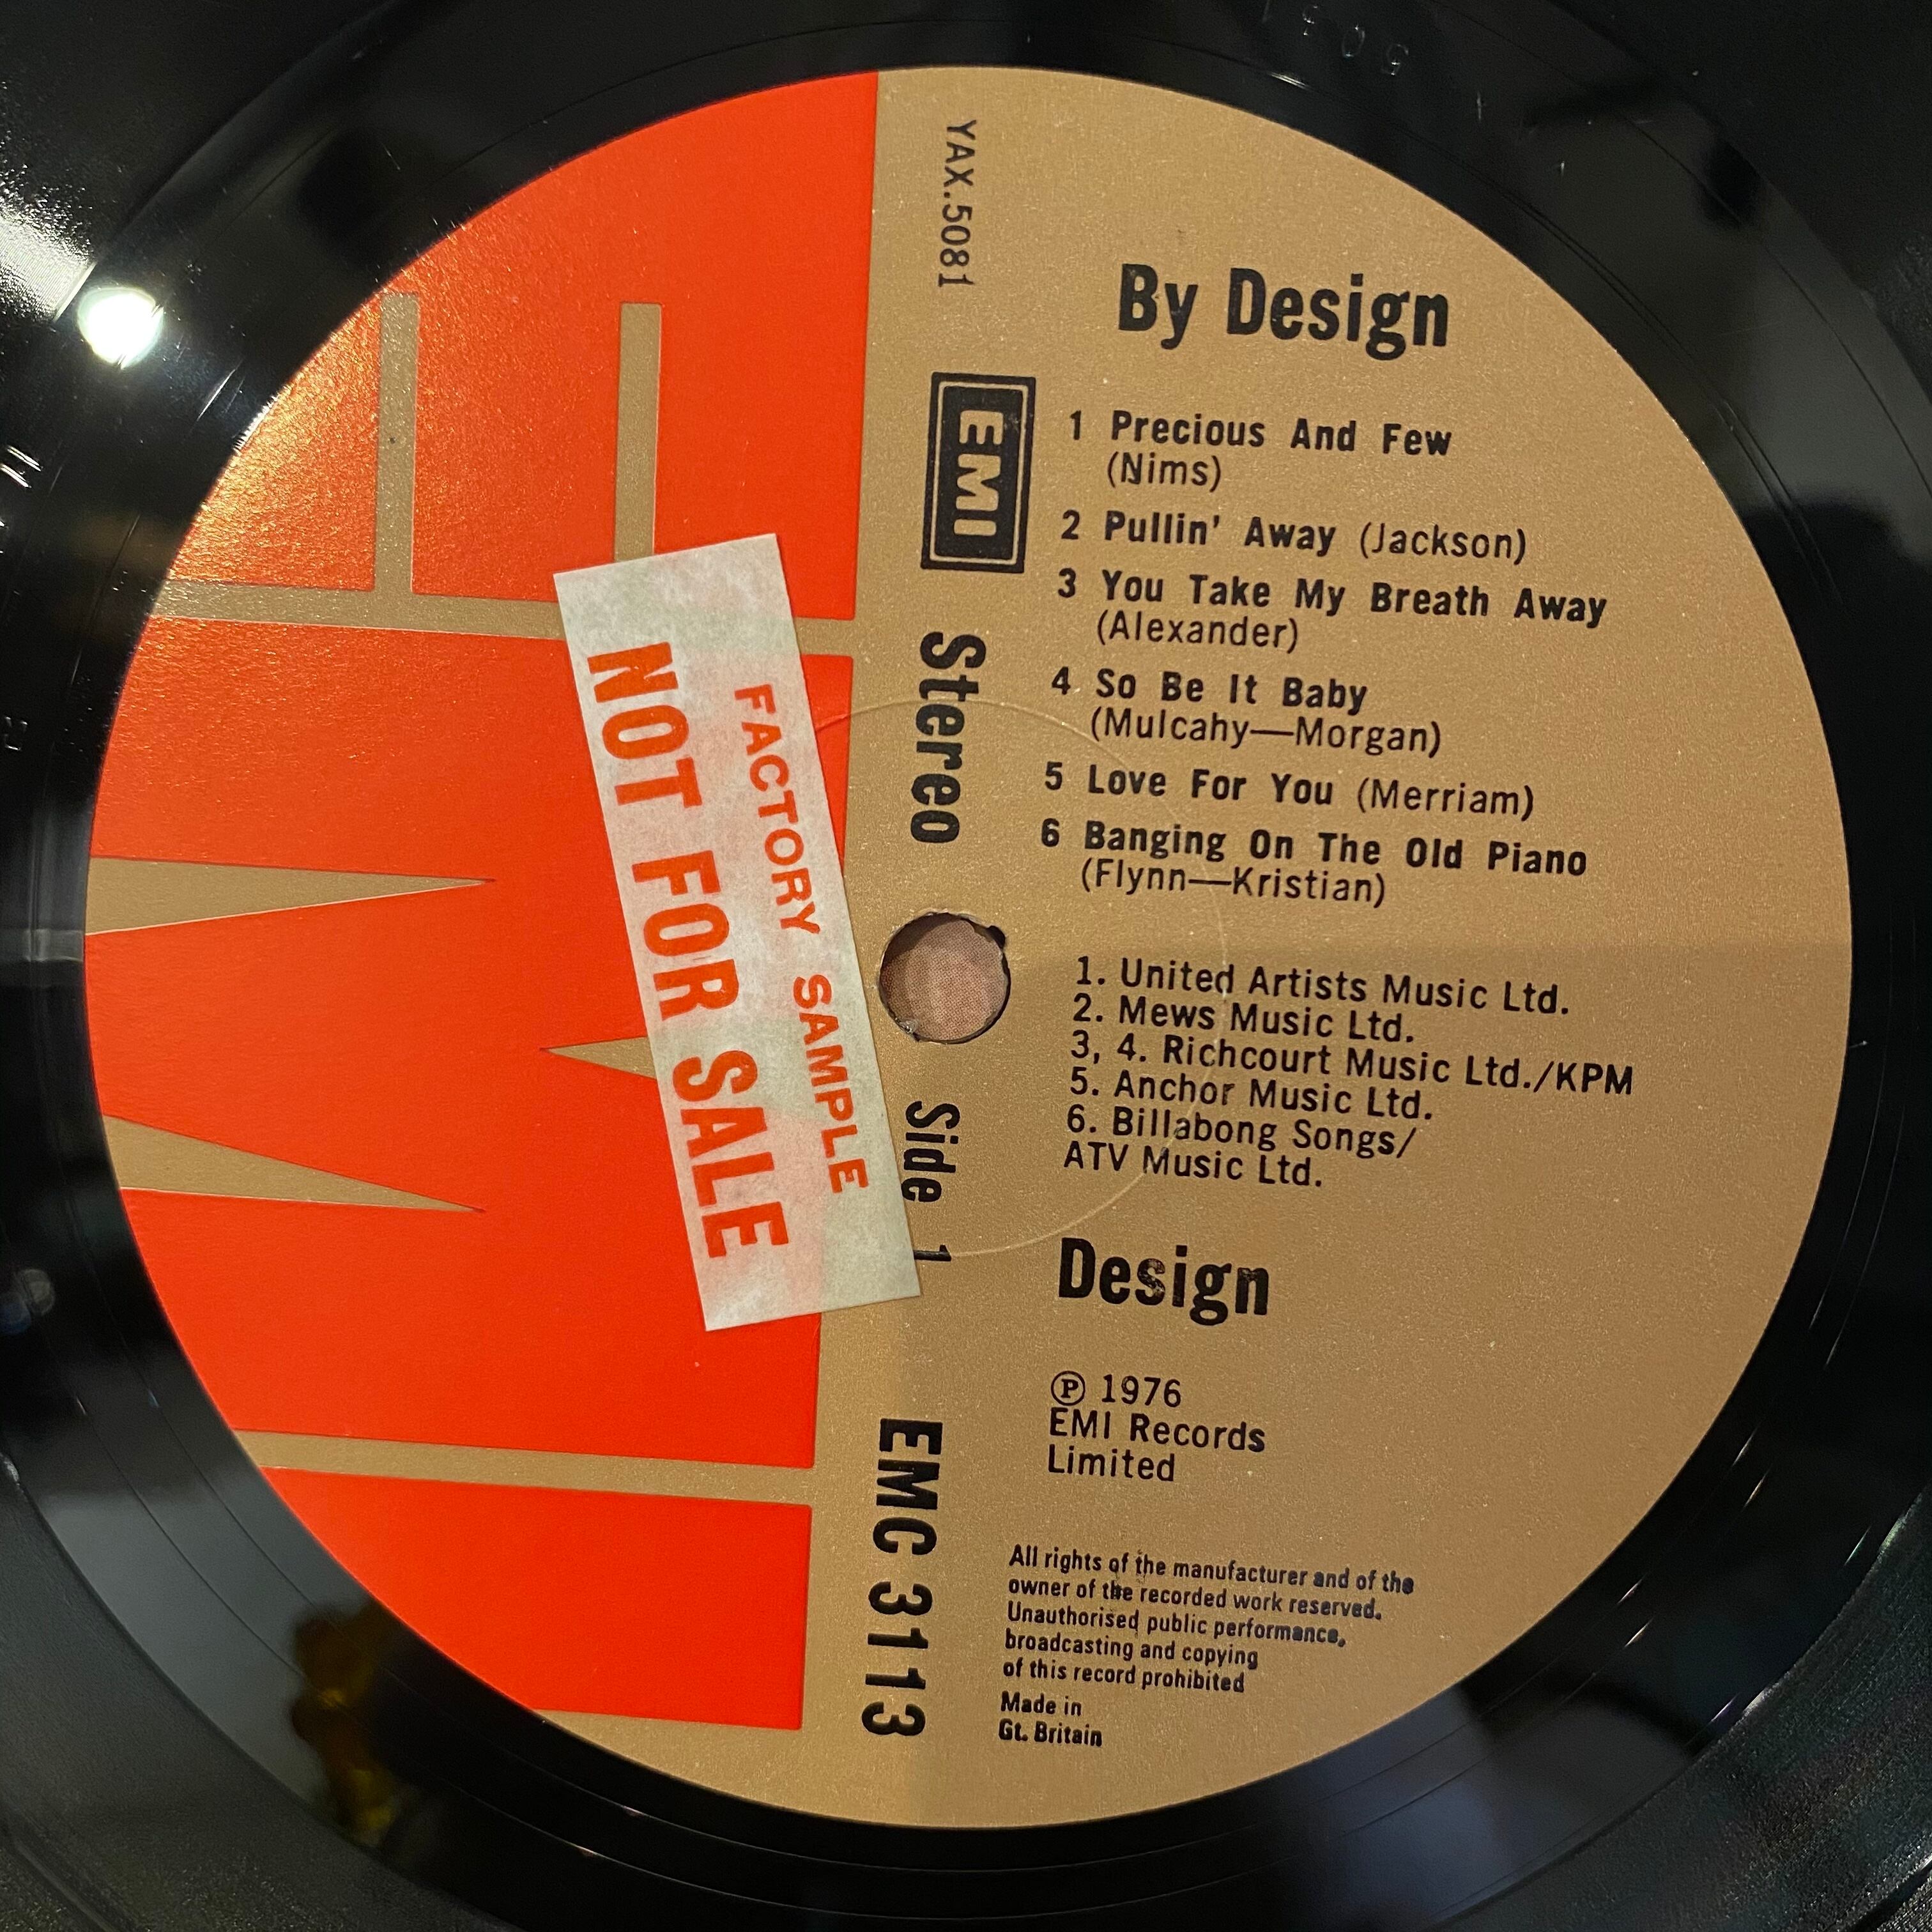 YAX.5081
By Design
EMI
1 Precious And Few
(Nims)
2 Pullin' Away (Jackson)
3 You Take My Breath Away
(Alexander)
4 So Be It Baby
(Mulcahy—Morgan)
5 Love For You (Merriam)
6 Banging On The Old Piano
(Flynn—Kristian)
Stereo
FACTORY SAMPLE
NOT FOR SALE
1. United Artists Music Ltd.
2. Mews Music Ltd.
3, 4. Richcourt Music Ltd./KPM
5. Anchor Music Ltd.
6. Billabong Songs/
ATV Music Ltd.
Side 1
Design
℗ 1976
EMI Records
Limited
EMC 3113
All rights of the manufacturer and of the
owner of the recorded work reserved.
Unauthorised public performance,
broadcasting and copying
of this record prohibited
Made in
Gt. Britain